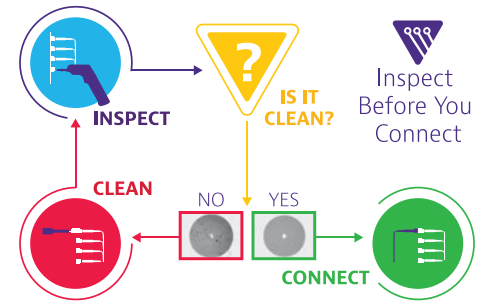 ?
Inspect
Before You
Connect
INSPECT
IS IT
CLEAN?
CLEAN
NO
YES
CONNECT